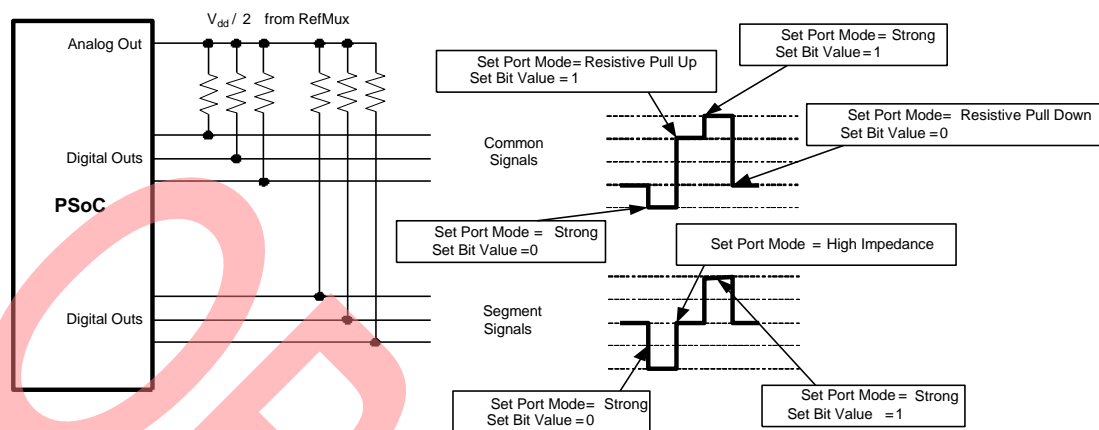 V_dd / 2 from RefMux
Analog Out
Digital Outs
PSoC
Digital Outs
Set Port Mode= Strong
Set Bit Value =1
Set Port Mode= Resistive Pull Up
Set Bit Value = 1
Set Port Mode= Resistive Pull Down
Set Bit Value =0
Common
Signals
Set Port Mode = Strong
Set Bit Value =0
Set Port Mode = High Impedance
Segment
Signals
Set Port Mode= Strong
Set Bit Value =0
Set Port Mode= Strong
Set Bit Value =1